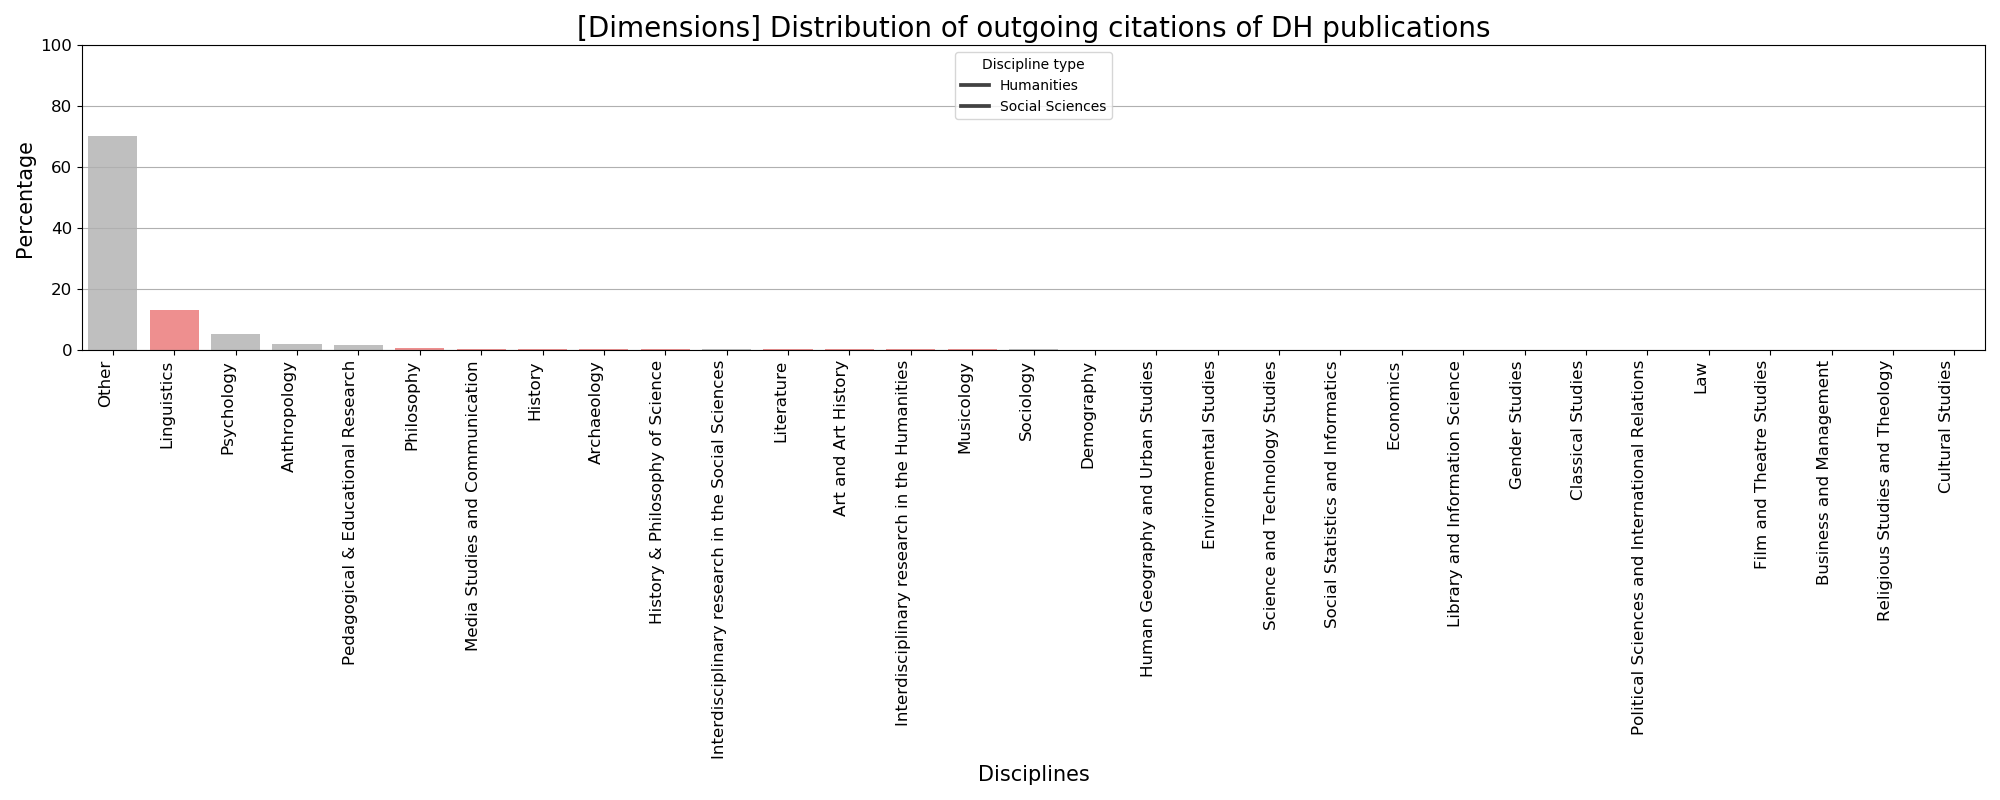 [Dimensions] Distribution of outgoing citations of DH publications
Discipline type
Humanities
Social Sciences
Percentage
100
80
60
40
20
0
Other
Linguistics
Psychology
Anthropology
Pedagogical & Educational Research
Philosophy
Media Studies and Communication
History
Archaeology
History & Philosophy of Science
Interdisciplinary research in the Social Sciences
Literature
Art and Art History
Interdisciplinary research in the Humanities
Musicology
Sociology
Demography
Human Geography and Urban Studies
Environmental Studies
Science and Technology Studies
Social Statistics and Informatics
Economics
Library and Information Science
Gender Studies
Classical Studies
Political Sciences and International Relations
Law
Film and Theatre Studies
Business and Management
Religious Studies and Theology
Cultural Studies
Disciplines